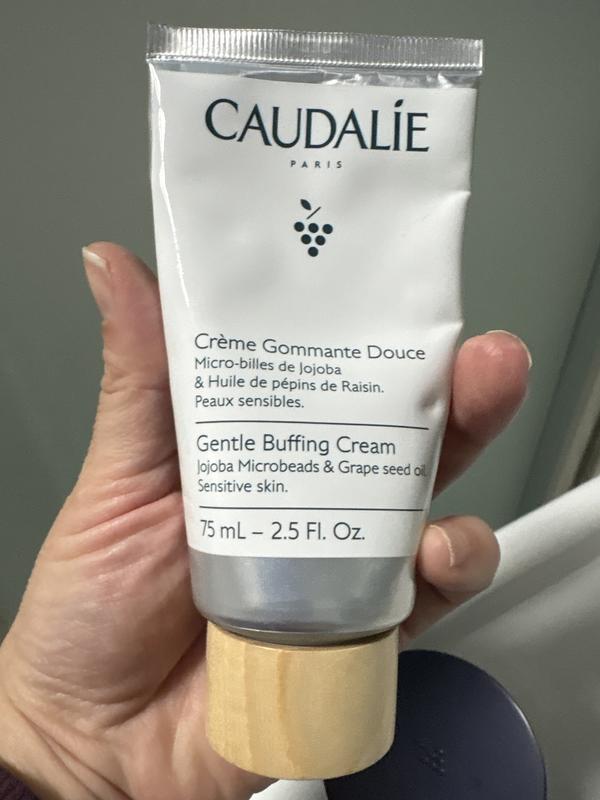 CAUDALÍE
PARIS
Crème Gommante Douce
Micro-billes de Jojoba
& Huile de pépins de Raisin.
Peaux sensibles.
Gentle Buffing Cream
Jojoba Microbeads & Grape seed oil.
Sensitive skin.
75 mL – 2.5 Fl. Oz.